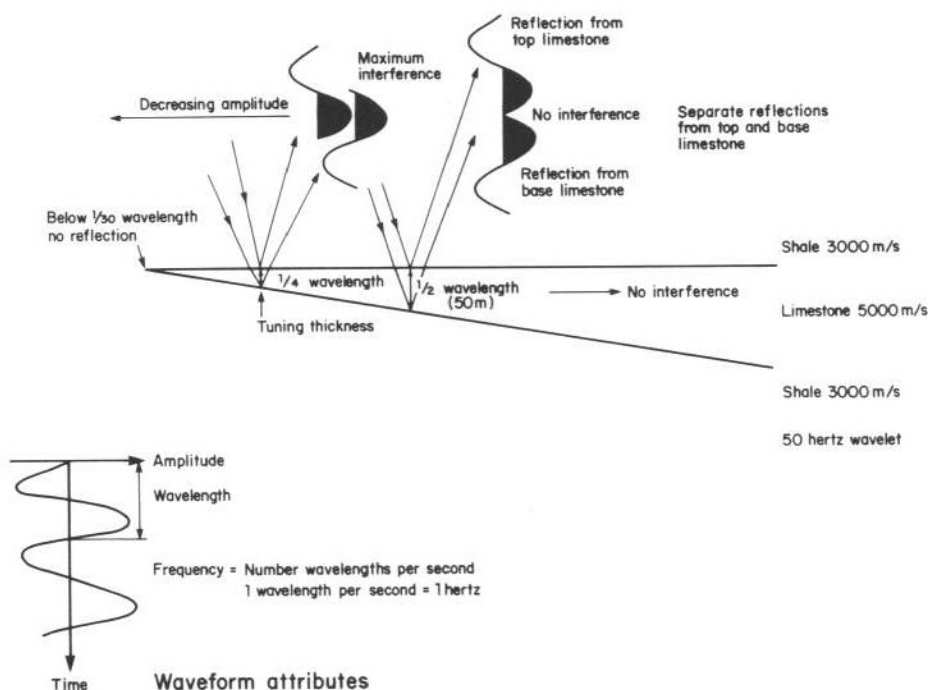 Reflection from
top limestone
Maximum
interference
Decreasing amplitude
No interference
Separate reflections
from top and base
limestone
Reflection from
base limestone
Below 1/30 wavelength
no reflection
Shale 3000 m/s
1/4 wavelength
1/2 wavelength
(50m)
No interference
Limestone 5000 m/s
Tuning thickness
Shale 3000 m/s
50 hertz wavelet
Amplitude
Wavelength
Frequency = Number wavelengths per second
1 wavelength per second = 1 hertz
Time
Waveform attributes